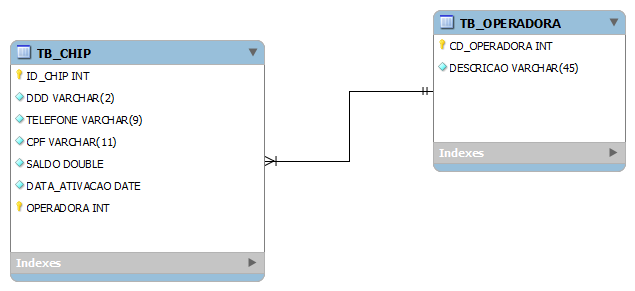 TB_CHIP
ID_CHIP INT
DDD VARCHAR(2)
TELEFONE VARCHAR(9)
CPF VARCHAR(11)
SALDO DOUBLE
DATA_ATIVACAO DATE
OPERADORA INT
Indexes
TB_OPERADORA
CD_OPERADORA INT
DESCRICAO VARCHAR(45)
Indexes